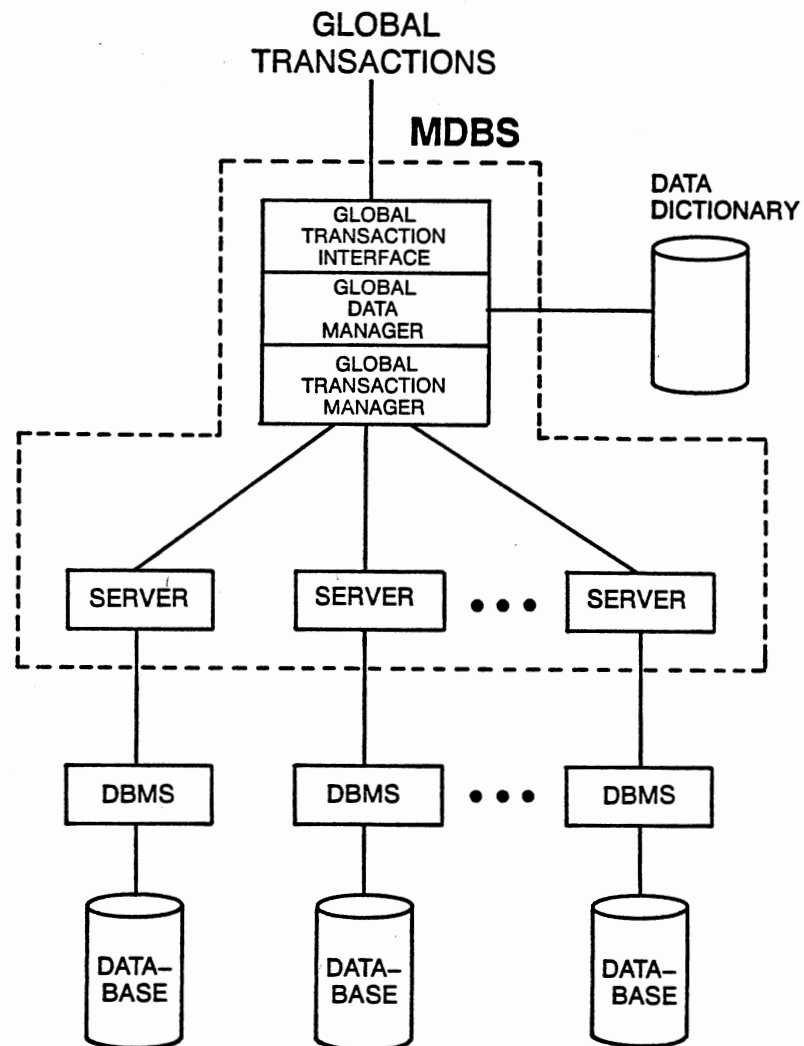 GLOBAL
TRANSACTIONS
MDBS
DATA
DICTIONARY
GLOBAL
TRANSACTION
INTERFACE
GLOBAL
DATA
MANAGER
GLOBAL
TRANSACTION
MANAGER
SERVER
SERVER
SERVER
DBMS
DBMS
DBMS
DATA–
BASE
DATA–
BASE
DATA–
BASE